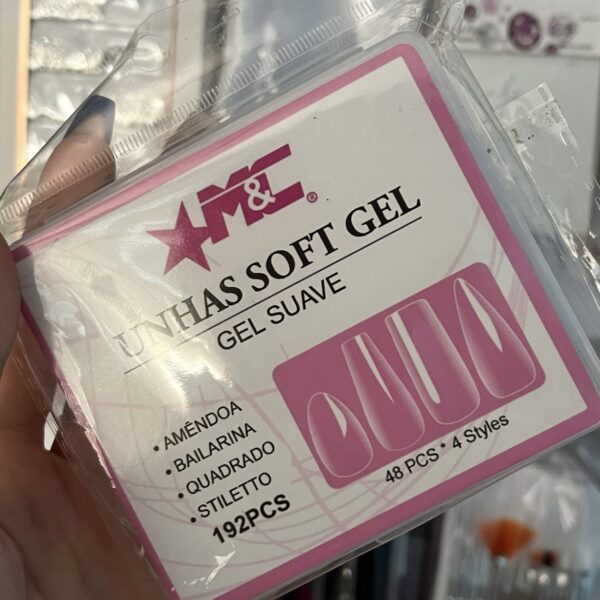 M&C®
UNHAS SOFT GEL
GEL SUAVE
• AMÊNDOA
• BAILARINA
• QUADRADO
• STILETTO
192PCS
48 PCS * 4 Styles